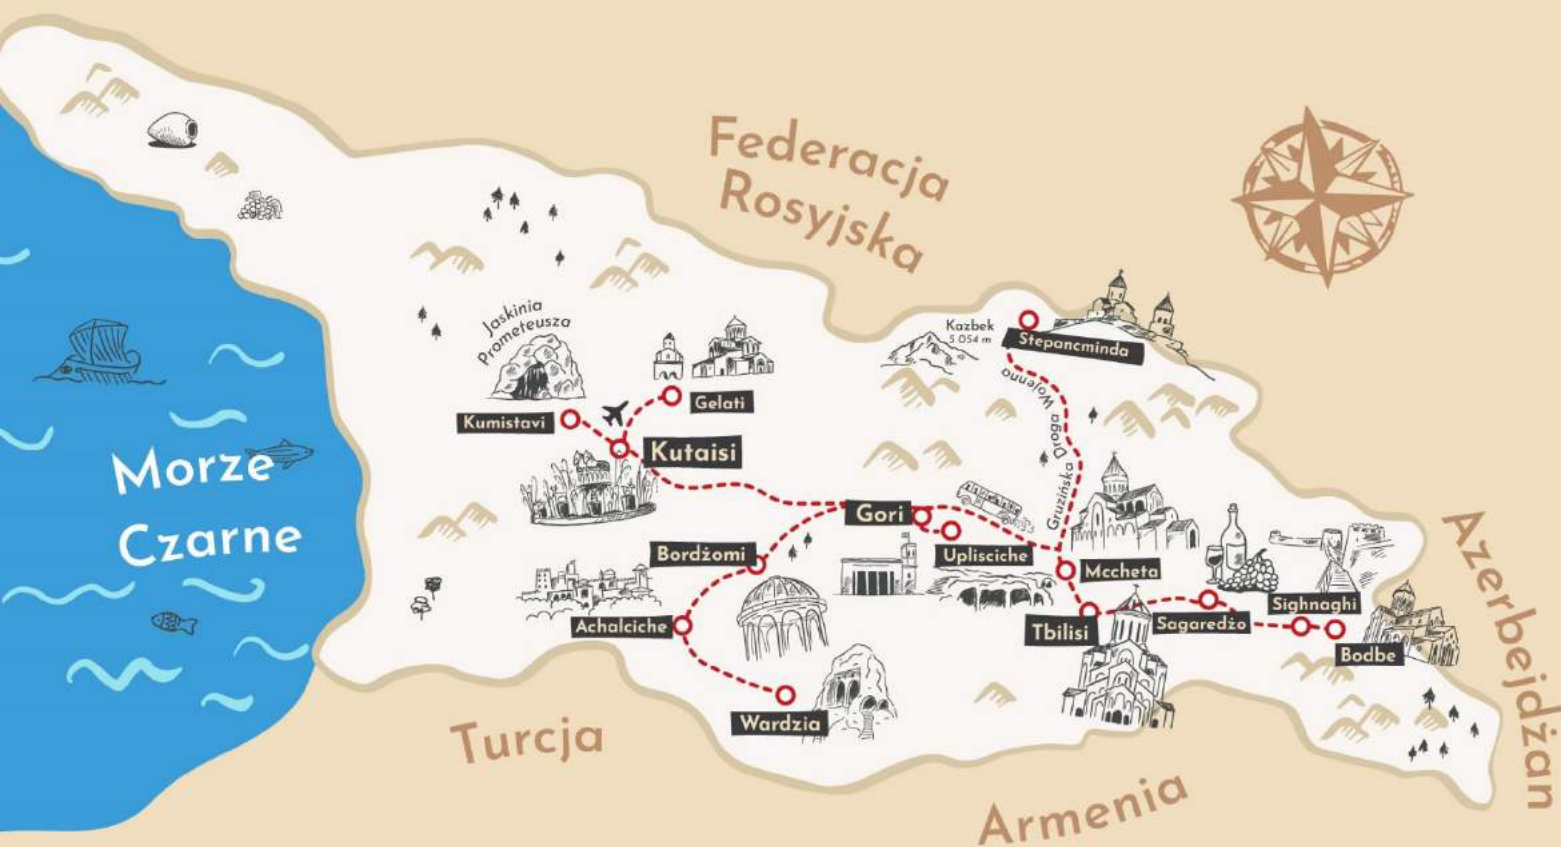 Federacja
Rosyjska
Jaskinia
Prometeusza
Kazbek
5 054 m
Stepancminda
Gelati
Kumistavi
Kutaisi
Morze
Czarne
Gruzińska Droga Wojenno
Gori
Uplisciche
Bordżomi
Mccheta
Achalciche
Tbilisi
Sagaredżo
Sighnaghi
Bodbe
Wardzia
Azerbejdżan
Turcja
Armenia